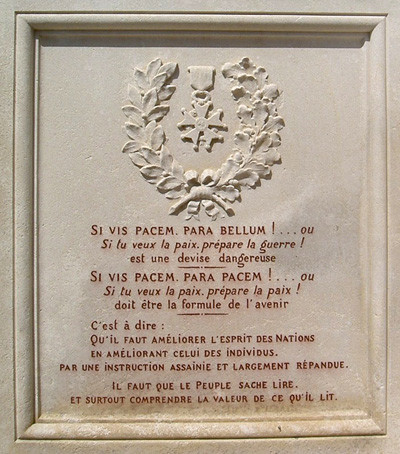 SI VIS PACEM. PARA BELLUM ! ... ou
Si tu veux la paix, prépare la guerre !
est une devise dangereuse
SI VIS PACEM. PARA PACEM ! ... ou
Si tu veux la paix, prépare la paix !
doit être la formule de l'avenir
C'est à dire :
QU'IL FAUT AMÉLIORER L'ESPRIT DES NATIONS
EN AMÉLIORANT CELUI DES INDIVIDUS.
PAR UNE INSTRUCTION ASSAINIE ET LARGEMENT RÉPANDUE.
IL FAUT QUE LE PEUPLE SACHE LIRE.
ET SURTOUT COMPRENDRE LA VALEUR DE CE QU'IL LIT.